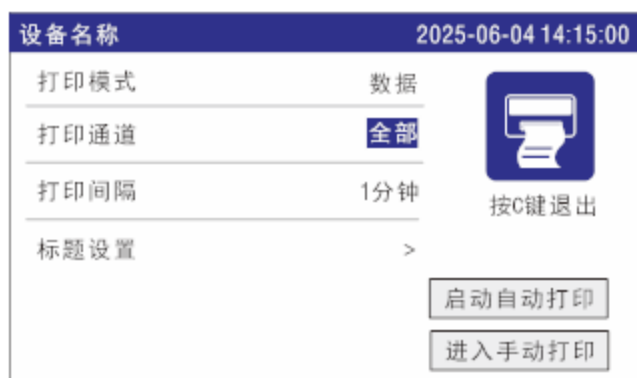 设备名称 2025-06-04 14:15:00
打印模式 数据
打印通道 全部
打印间隔 1分钟
按C键退出
标题设置 >
启动自动打印
进入手动打印